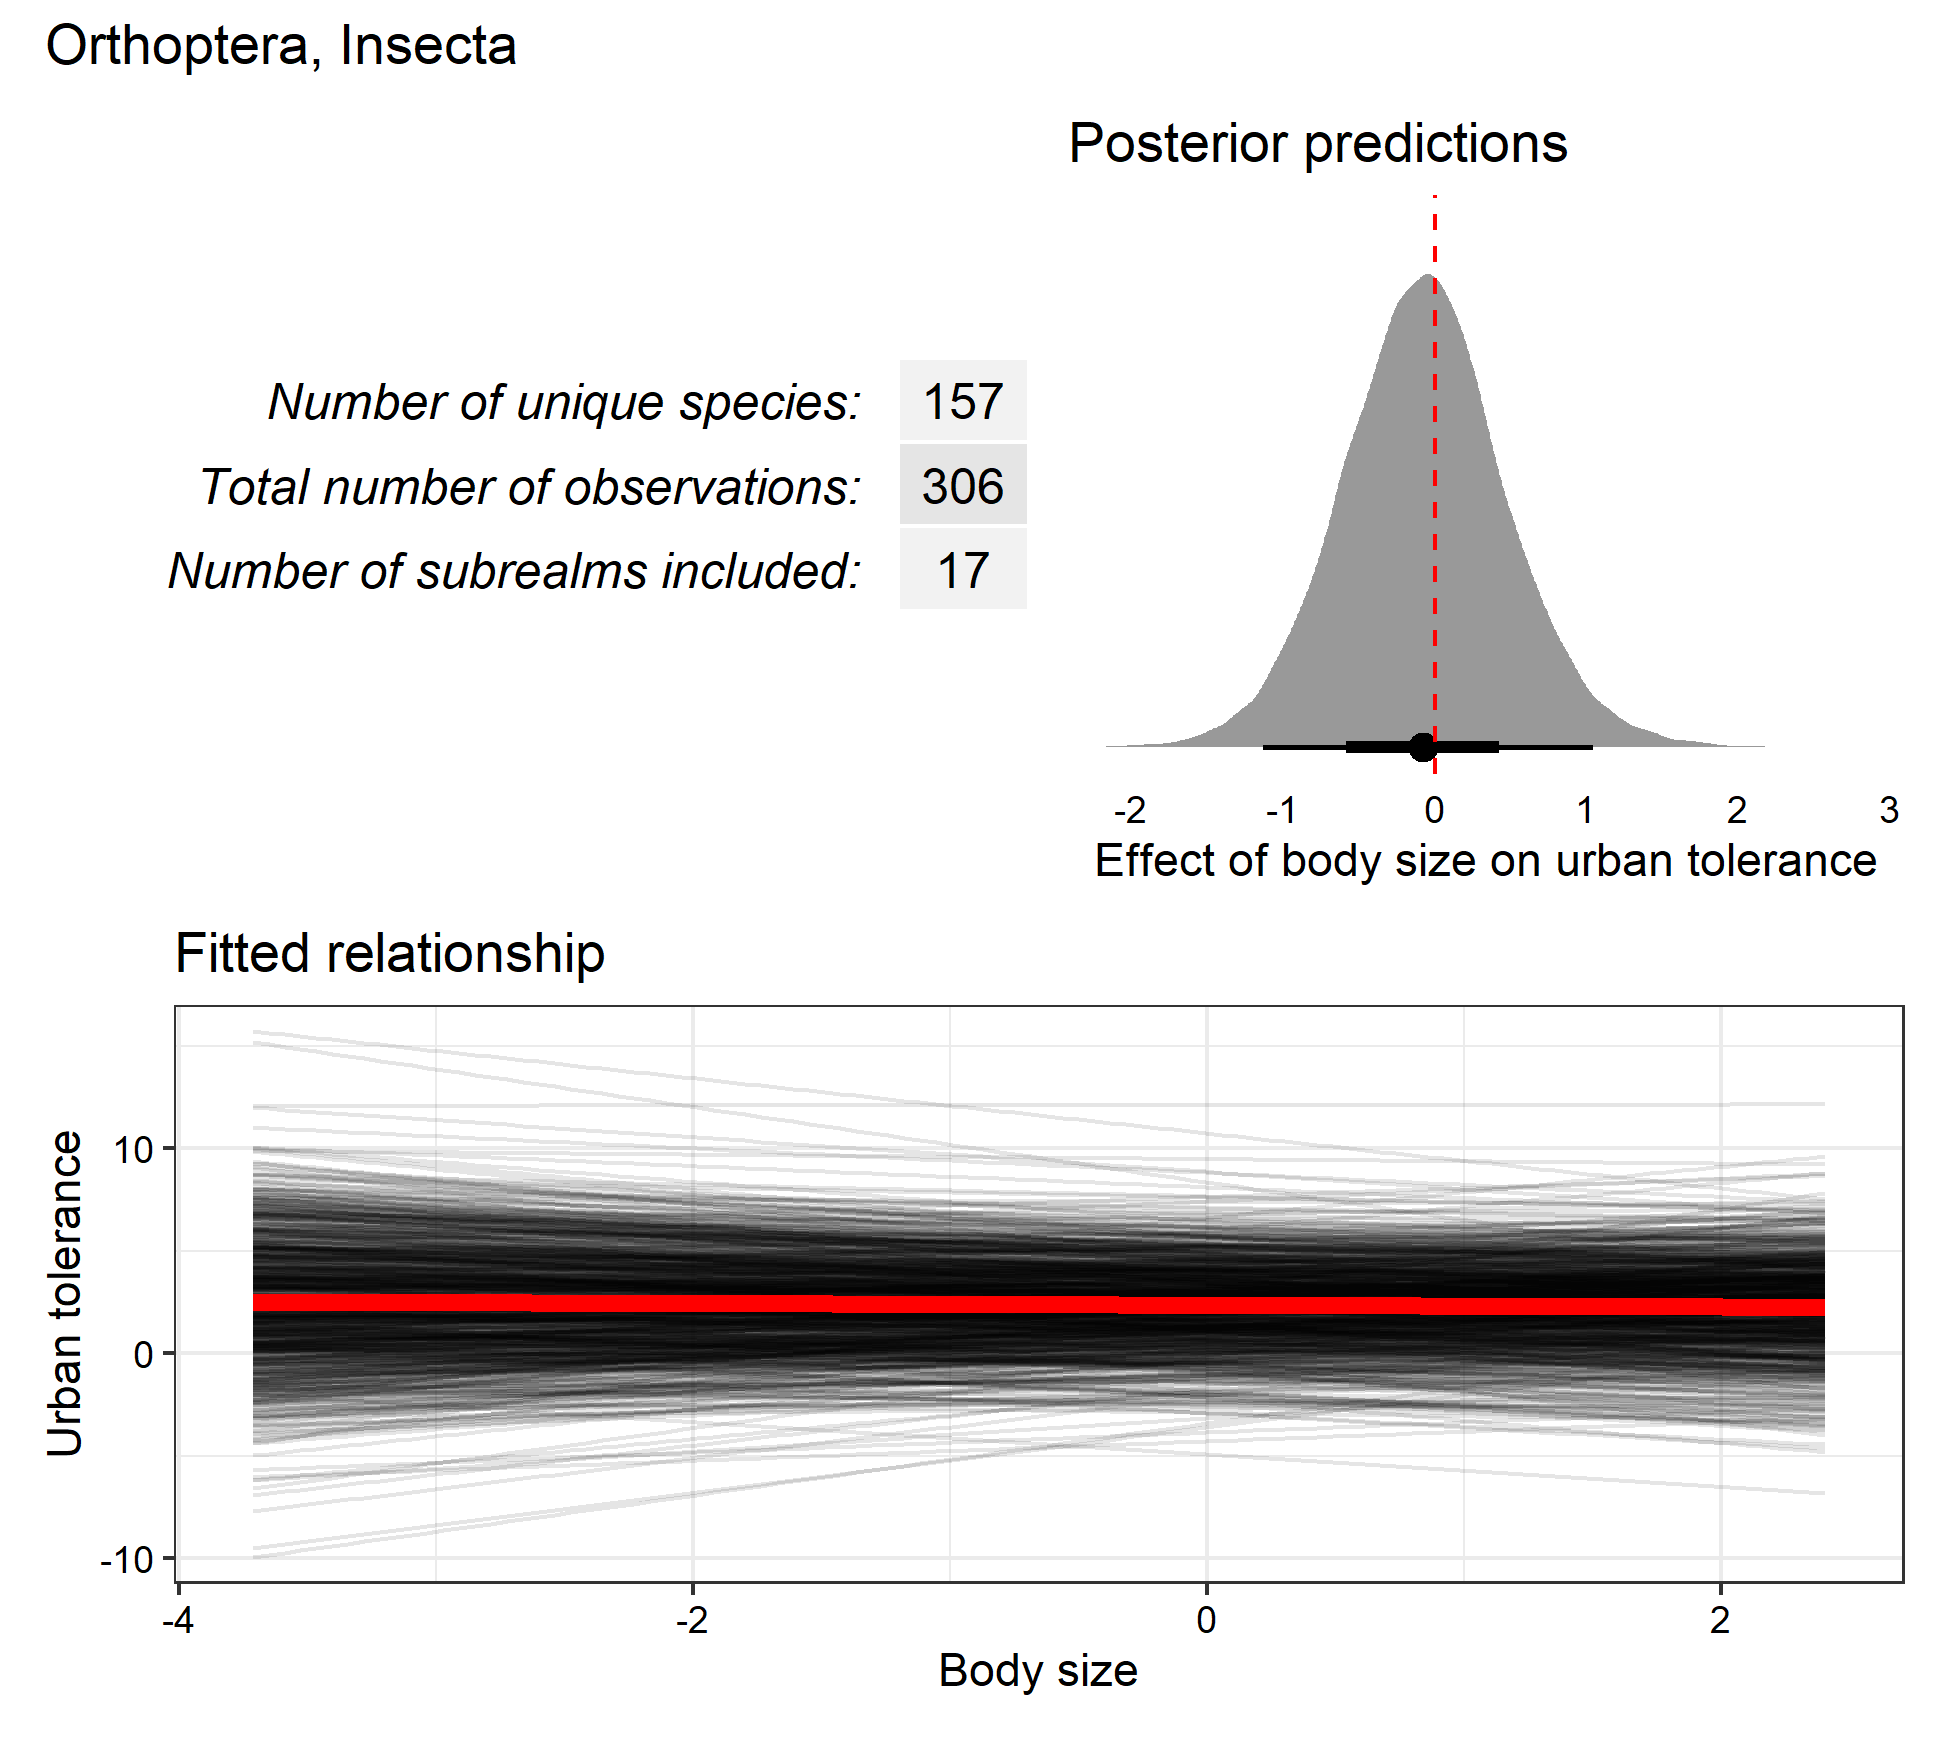 Orthoptera, Insecta
Number of unique species: 157
Total number of observations: 306
Number of subrealms included: 17
Posterior predictions
-2 -1 0 1 2 3
Effect of body size on urban tolerance
Fitted relationship
Urban tolerance
10
0
-10
-4 -2 0 2
Body size